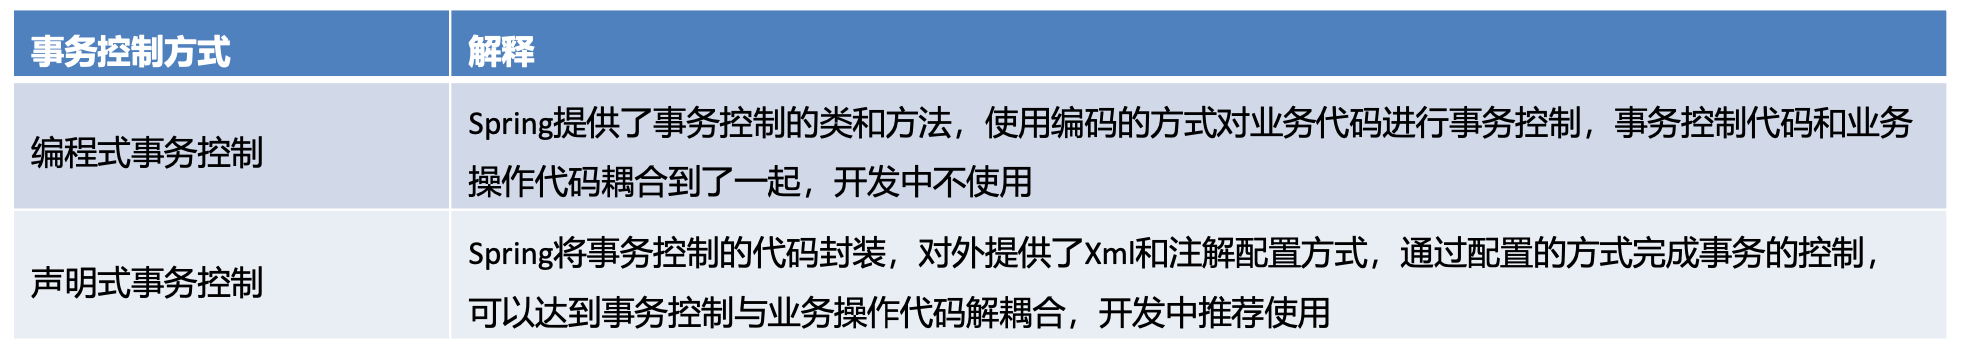 事务控制方式
解释
编程式事务控制
Spring提供了事务控制的类和方法，使用编码的方式对业务代码进行事务控制，事务控制代码和业务
操作代码耦合到了一起，开发中不使用
声明式事务控制
Spring将事务控制的代码封装，对外提供了Xml和注解配置方式，通过配置的方式完成事务的控制，
可以达到事务控制与业务操作代码解耦合，开发中推荐使用